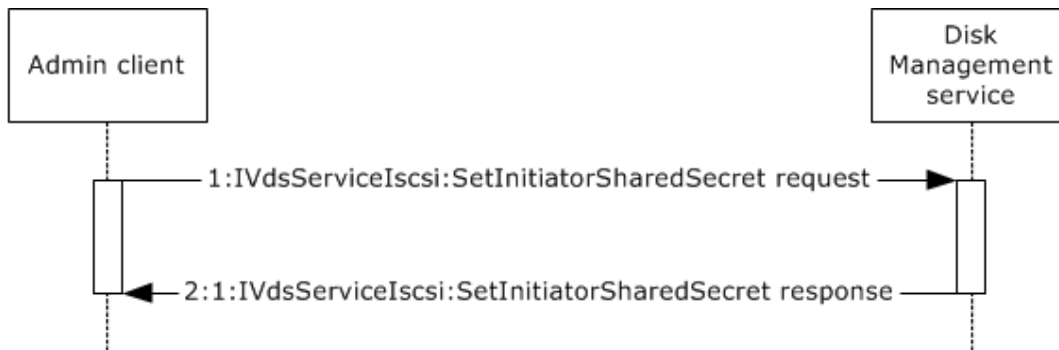 Admin client
Disk
Management
service
1:IVdsServiceIscsi:SetInitiatorSharedSecret request
2:1:IVdsServiceIscsi:SetInitiatorSharedSecret response